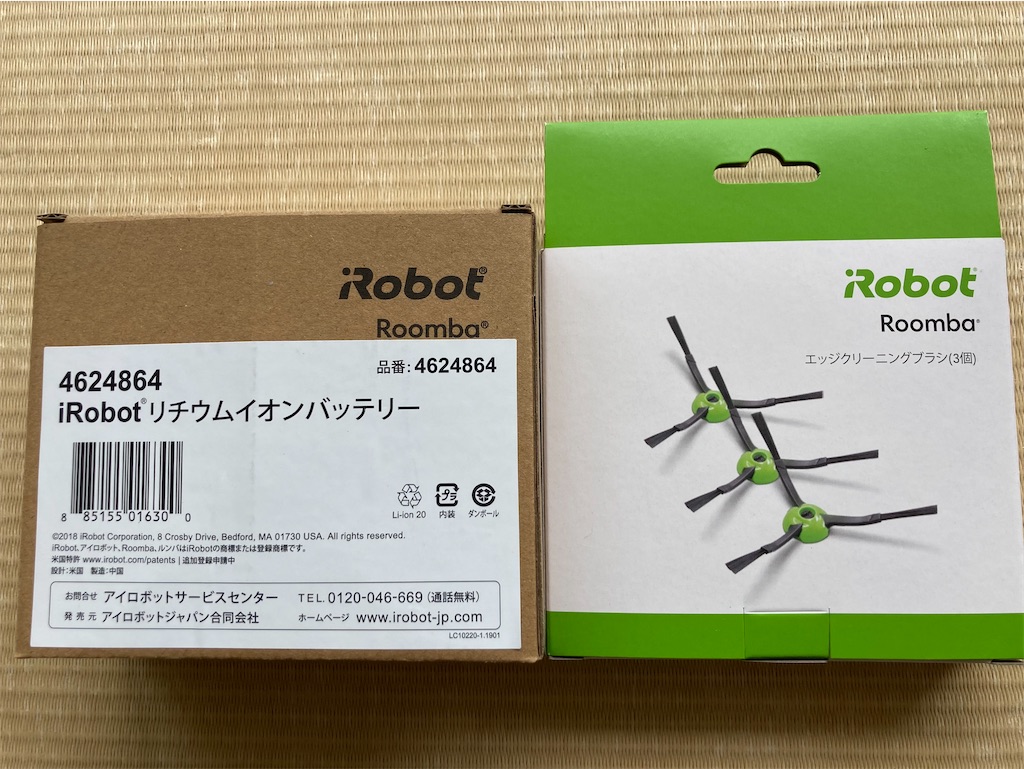 iRobot®
Roomba®
品番: 4624864
4624864
iRobot®リチウムイオンバッテリー
8 85155 01630 0
Li-ion 20
プラ
内装
ダンボール
©2018 iRobot Corporation, 8 Crosby Drive, Bedford, MA 01730 USA. All rights reserved.
iRobot、アイロボット、Roomba、ルンバはiRobotの商標または登録商標です。
米国特許 www.irobot.com/patents | 追加登録申請中
設計:米国 製造:中国
お問合せ アイロボットサービスセンター TEL. 0120-046-669 (通話無料)
発売元 アイロボットジャパン合同会社 ホームページ www.irobot-jp.com
LC10220-1.1901
iRobot®
Roomba®
エッジクリーニングブラシ(3個)